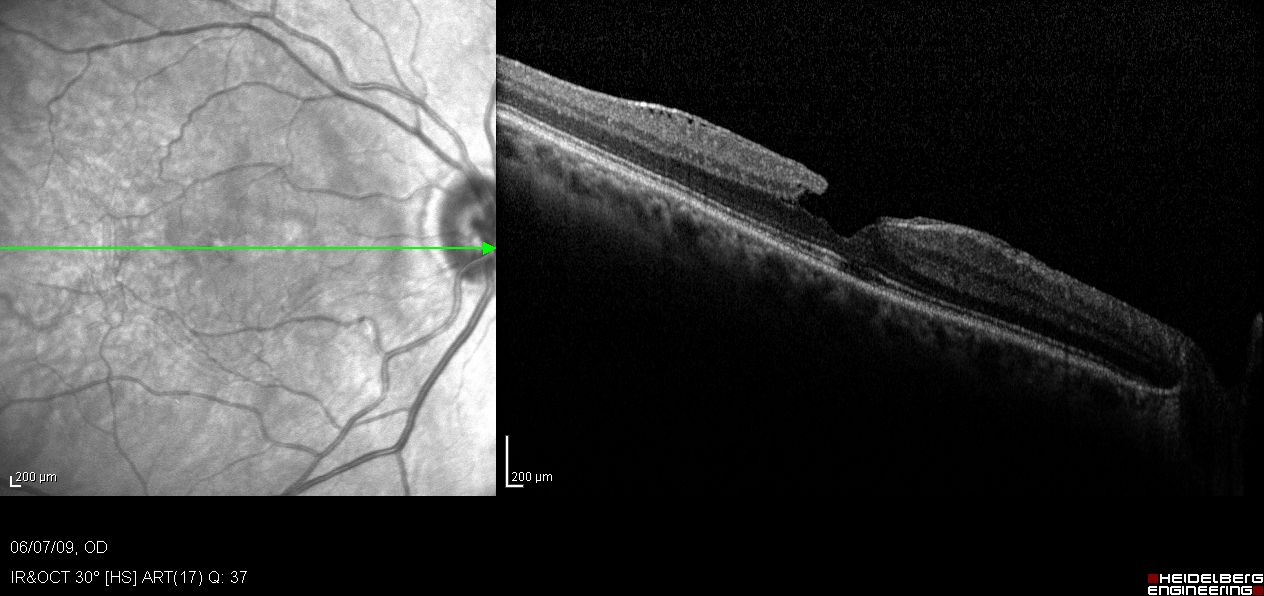 200 µm
200 µm
06/07/09, OD
IR&OCT 30° [HS] ART(17) Q: 37
HEIDELBERG
ENGINEERING